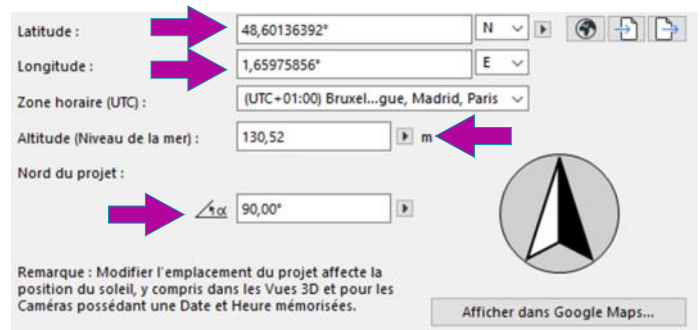 Latitude : 48,60136392° N
Longitude : 1,65975856° E
Zone horaire (UTC) : (UTC+01:00) Bruxel...gue, Madrid, Paris
Altitude (Niveau de la mer) : 130,52 m
Nord du projet :
α 90,00°
Remarque : Modifier l'emplacement du projet affecte la
position du soleil, y compris dans les Vues 3D et pour les
Caméras possédant une Date et Heure mémorisées.
Afficher dans Google Maps...